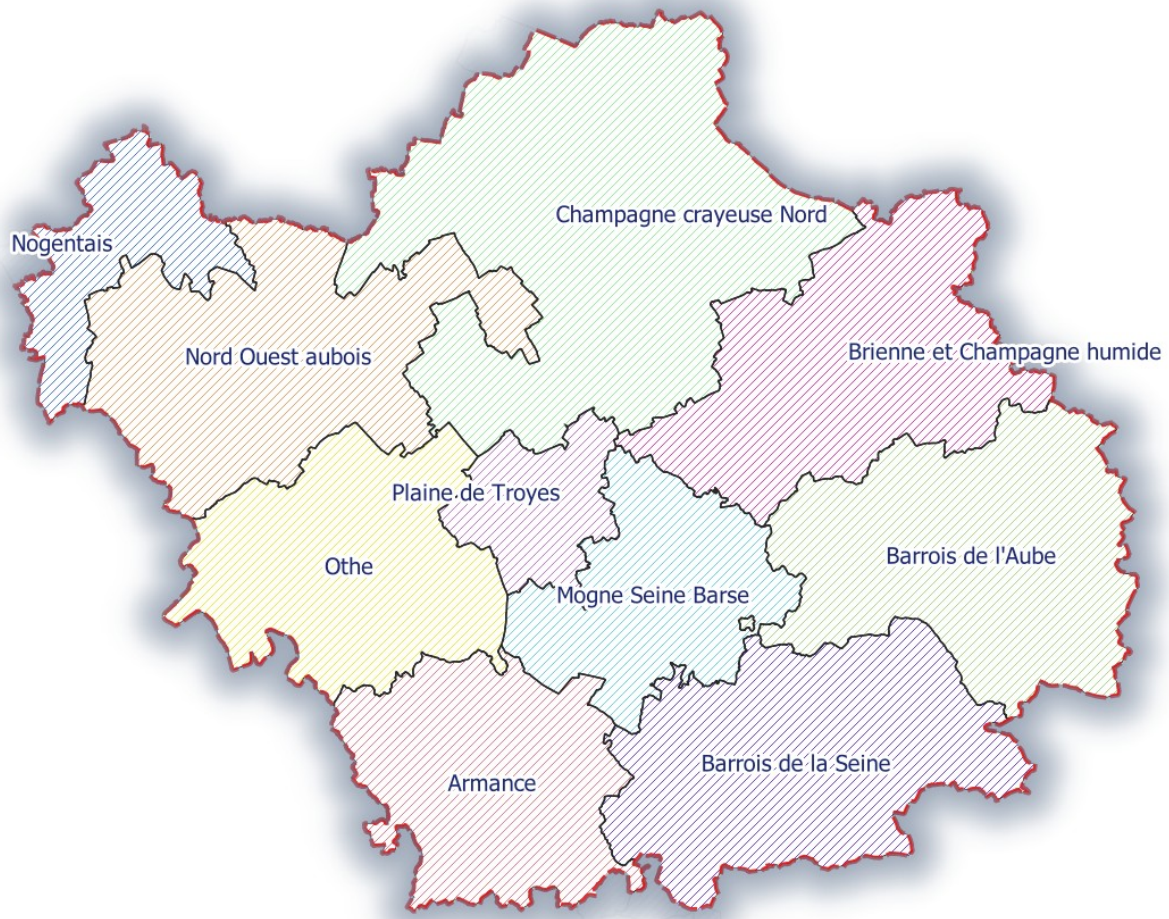 Champagne crayeuse Nord
Nogentais
Nord Ouest aubois
Brienne et Champagne humide
Plaine de Troyes
Othe
Barrois de l'Aube
Mogne Seine Barse
Barrois de la Seine
Armance